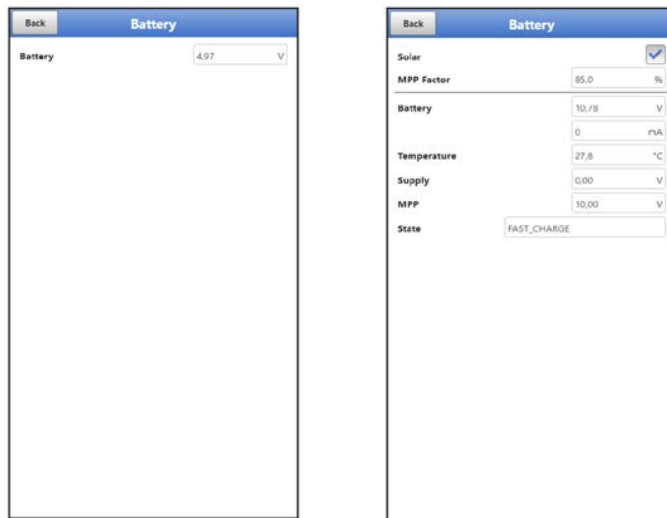 Back Battery
Battery 4,97 V
Back Battery
Solar
MPP Factor 85,0 %
Battery 10,78 V
0 mA
Temperature 27,8 °C
Supply 0,00 V
MPP 10,00 V
State FAST_CHARGE